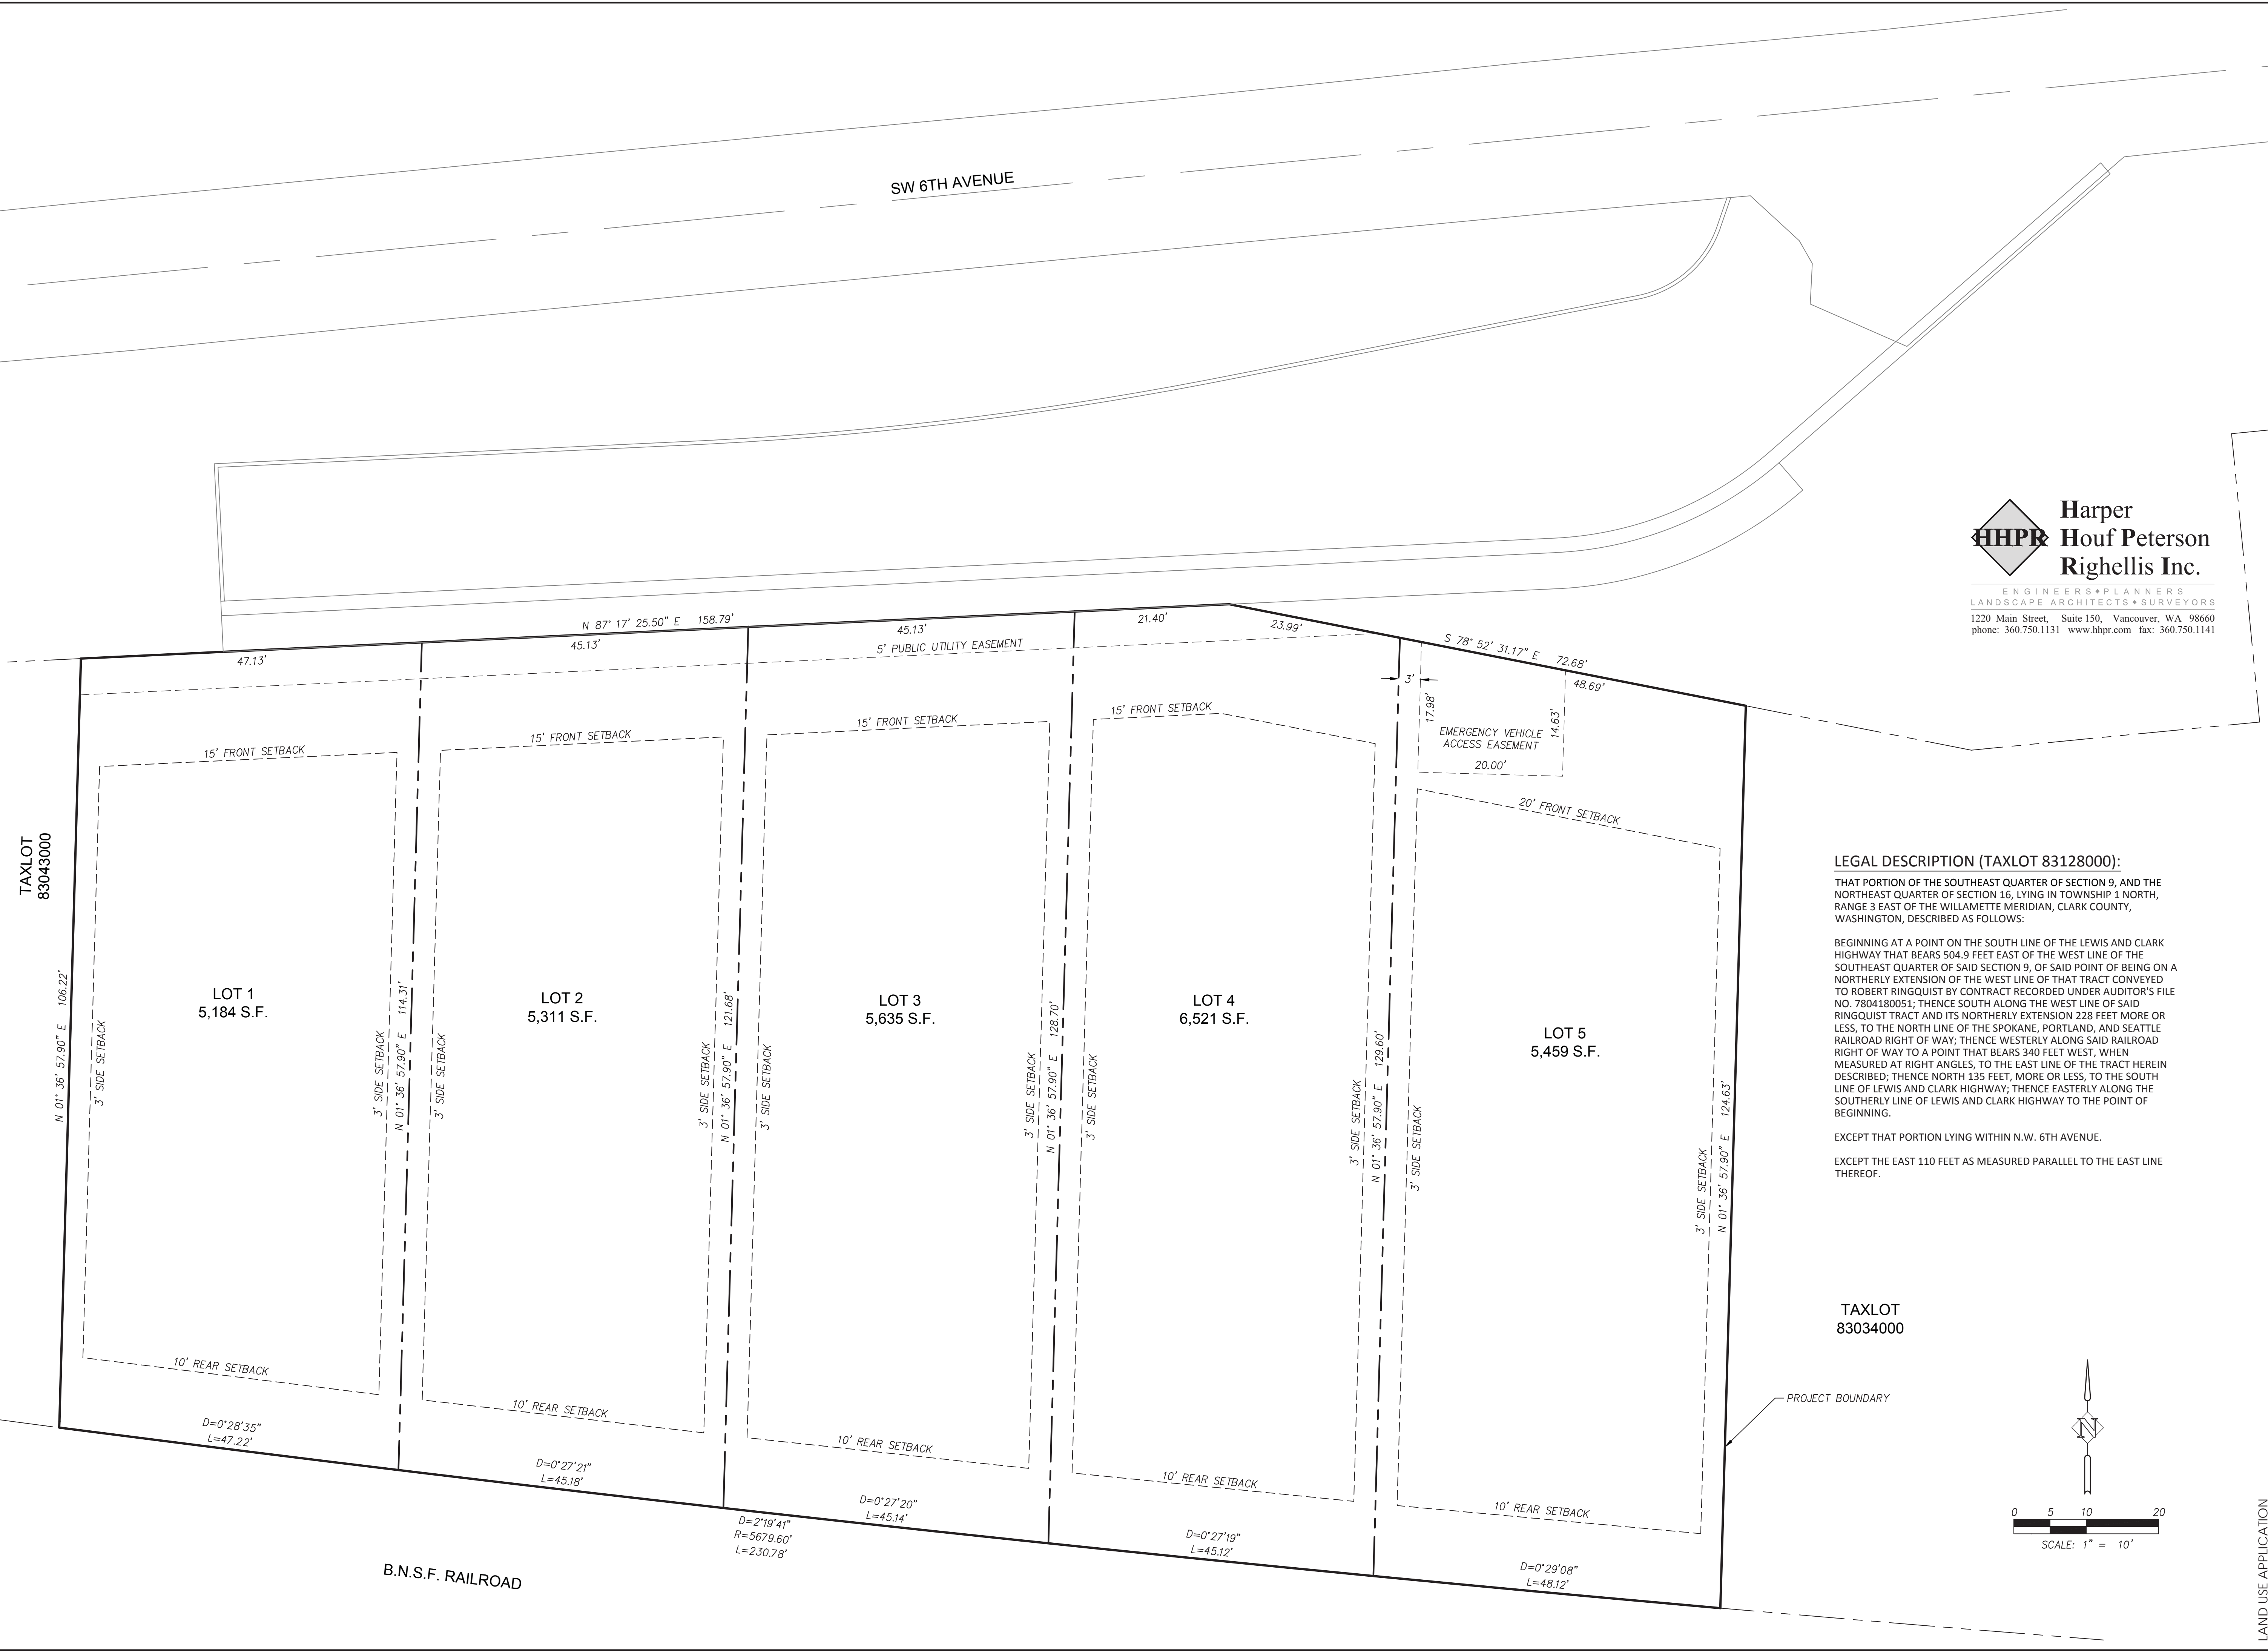 SW 6TH AVENUE
HHPR
Harper
Houf Peterson
Righellis Inc.
ENGINEERS◆PLANNERS
LANDSCAPE ARCHITECTS◆SURVEYORS
1220 Main Street, Suite 150, Vancouver, WA 98660
phone: 360.750.1131 www.hhpr.com fax: 360.750.1141
N 87° 17' 25.50" E 158.79'
47.13'
45.13'
45.13'
21.40'
23.99'
S 78° 52' 31.17" E 72.68'
48.69'
5' PUBLIC UTILITY EASEMENT
3'
17.98'
14.63'
EMERGENCY VEHICLE
ACCESS EASEMENT
20.00'
15' FRONT SETBACK
15' FRONT SETBACK
15' FRONT SETBACK
15' FRONT SETBACK
20' FRONT SETBACK
TAXLOT
83043000
N 01° 36' 57.90" E 106.22'
3' SIDE SETBACK
LOT 1
5,184 S.F.
3' SIDE SETBACK
N 01° 36' 57.90" E 114.31'
3' SIDE SETBACK
LOT 2
5,311 S.F.
3' SIDE SETBACK
N 01° 36' 57.90" E 121.68'
3' SIDE SETBACK
LOT 3
5,635 S.F.
3' SIDE SETBACK
N 01° 36' 57.90" E 128.70'
3' SIDE SETBACK
LOT 4
6,521 S.F.
3' SIDE SETBACK
N 01° 36' 57.90" E 129.60'
3' SIDE SETBACK
LOT 5
5,459 S.F.
3' SIDE SETBACK
N 01° 36' 57.90" E 124.63'
10' REAR SETBACK
10' REAR SETBACK
10' REAR SETBACK
10' REAR SETBACK
10' REAR SETBACK
D=0°28'35"
L=47.22'
D=0°27'21"
L=45.18'
D=0°27'20"
L=45.14'
D=2°19'41"
R=5679.60'
L=230.78'
D=0°27'19"
L=45.12'
D=0°29'08"
L=48.12'
B.N.S.F. RAILROAD
LEGAL DESCRIPTION (TAXLOT 83128000):
THAT PORTION OF THE SOUTHEAST QUARTER OF SECTION 9, AND THE
NORTHEAST QUARTER OF SECTION 16, LYING IN TOWNSHIP 1 NORTH,
RANGE 3 EAST OF THE WILLAMETTE MERIDIAN, CLARK COUNTY,
WASHINGTON, DESCRIBED AS FOLLOWS:
BEGINNING AT A POINT ON THE SOUTH LINE OF THE LEWIS AND CLARK
HIGHWAY THAT BEARS 504.9 FEET EAST OF THE WEST LINE OF THE
SOUTHEAST QUARTER OF SAID SECTION 9, OF SAID POINT OF BEING ON A
NORTHERLY EXTENSION OF THE WEST LINE OF THAT TRACT CONVEYED
TO ROBERT RINGQUIST BY CONTRACT RECORDED UNDER AUDITOR'S FILE
NO. 7804180051; THENCE SOUTH ALONG THE WEST LINE OF SAID
RINGQUIST TRACT AND ITS NORTHERLY EXTENSION 228 FEET MORE OR
LESS, TO THE NORTH LINE OF THE SPOKANE, PORTLAND, AND SEATTLE
RAILROAD RIGHT OF WAY; THENCE WESTERLY ALONG SAID RAILROAD
RIGHT OF WAY TO A POINT THAT BEARS 340 FEET WEST, WHEN
MEASURED AT RIGHT ANGLES, TO THE EAST LINE OF THE TRACT HEREIN
DESCRIBED; THENCE NORTH 135 FEET, MORE OR LESS, TO THE SOUTH
LINE OF LEWIS AND CLARK HIGHWAY; THENCE EASTERLY ALONG THE
SOUTHERLY LINE OF LEWIS AND CLARK HIGHWAY TO THE POINT OF
BEGINNING.
EXCEPT THAT PORTION LYING WITHIN N.W. 6TH AVENUE.
EXCEPT THE EAST 110 FEET AS MEASURED PARALLEL TO THE EAST LINE
THEREOF.
TAXLOT
83034000
PROJECT BOUNDARY
N
0 5 10 20
SCALE: 1" = 10'
LAND USE APPLICATION